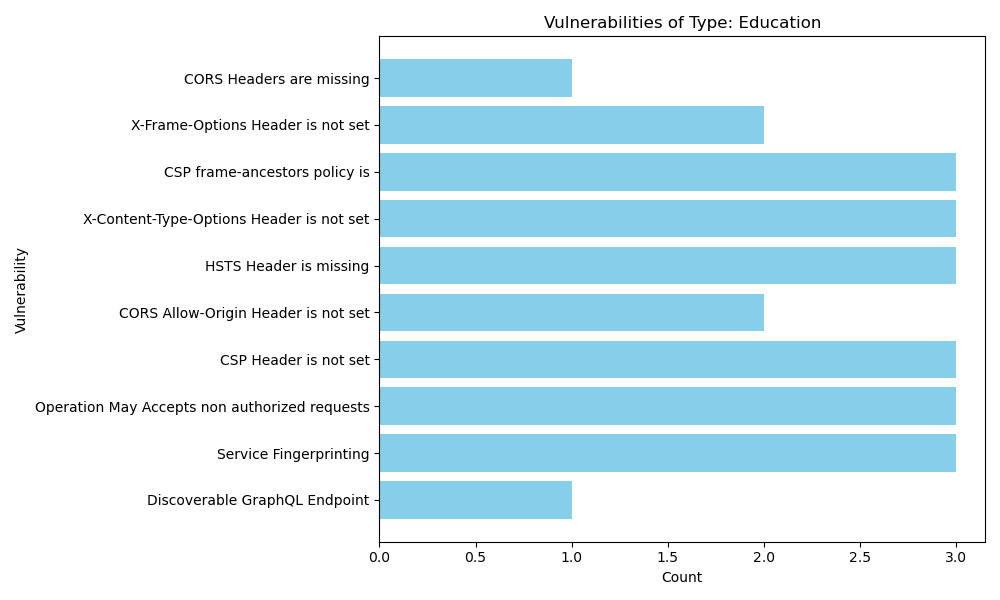 Vulnerabilities of Type: Education
Vulnerability
CORS Headers are missing
X-Frame-Options Header is not set
CSP frame-ancestors policy is
X-Content-Type-Options Header is not set
HSTS Header is missing
CORS Allow-Origin Header is not set
CSP Header is not set
Operation May Accepts non authorized requests
Service Fingerprinting
Discoverable GraphQL Endpoint
0.0 0.5 1.0 1.5 2.0 2.5 3.0
Count